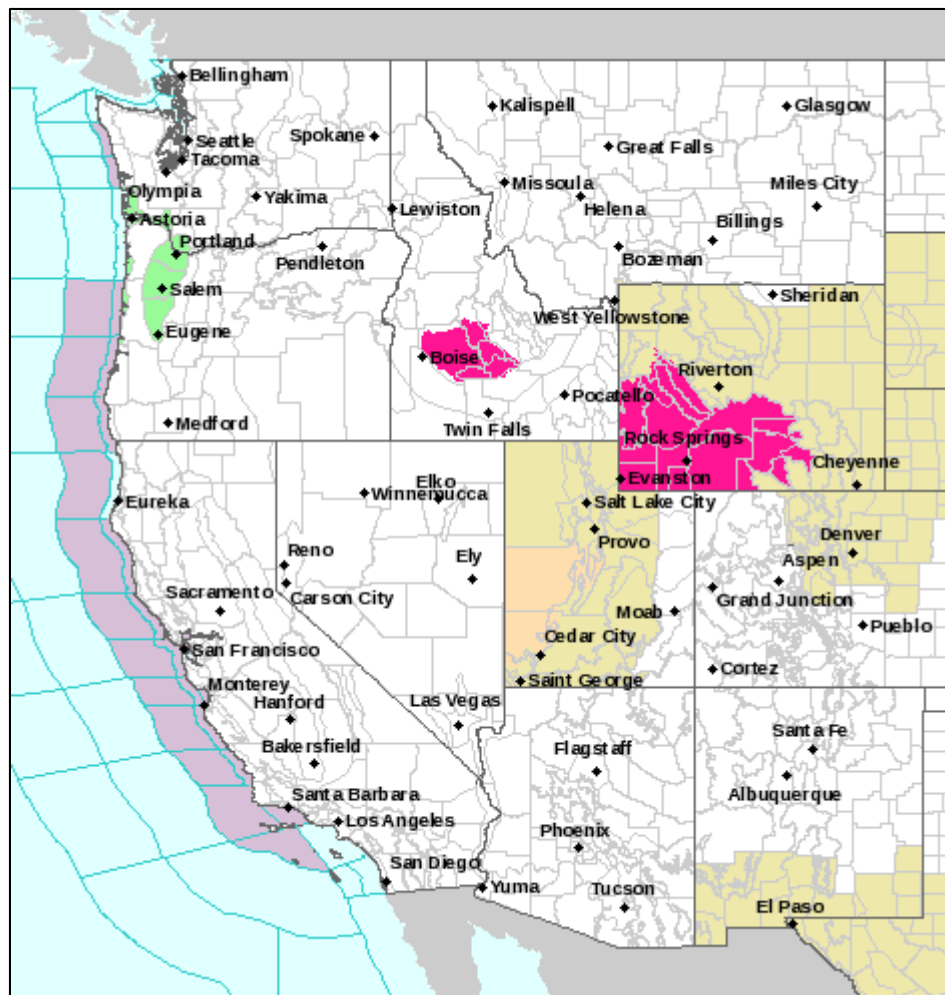 Bellingham
Kalispell
Glasgow
Spokane
Seattle
Great Falls
Tacoma
Olympia
Yakima
Missoula
Miles City
Lewiston
Helena
Astoria
Billings
Portland
Pendleton
Bozeman
Salem
Sheridan
West Yellowstone
Eugene
Boise
Riverton
Pocatello
Medford
Twin Falls
Rock Springs
Cheyenne
Evanston
Elko
Winnemucca
Eureka
Salt Lake City
Provo
Denver
Reno
Ely
Aspen
Sacramento
Carson City
Grand Junction
Moab
Pueblo
San Francisco
Cedar City
Cortez
Saint George
Monterey
Hanford
Las Vegas
Bakersfield
Flagstaff
Santa Fe
Albuquerque
Santa Barbara
Los Angeles
Phoenix
San Diego
Yuma
Tucson
El Paso